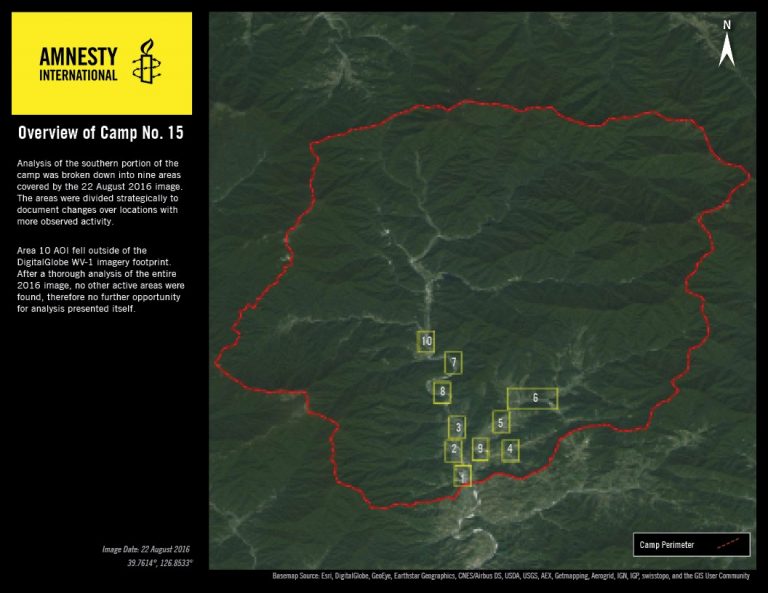 AMNESTY
INTERNATIONAL
Overview of Camp No. 15
Analysis of the southern portion of the
camp was broken down into nine areas
covered by the 22 August 2016 image.
The areas were divided strategically to
document changes over locations with
more observed activity.
Area 10 AOI fell outside of the
DigitalGlobe WV-1 imagery footprint.
After a thorough analysis of the entire
2016 image, no other active areas were
found, therefore no further opportunity
for analysis presented itself.
Image Date: 22 August 2016
39.7614°, 126.8533°
N
10
7
8
6
5
3
2
9
4
1
Camp Perimeter
Basemap Source: Esri, DigitalGlobe, GeoEye, Earthstar Geographics, CNES/Airbus DS, USDA, USGS, AEX, Getmapping, Aerogrid, IGN, IGP, swisstopo, and the GIS User Community